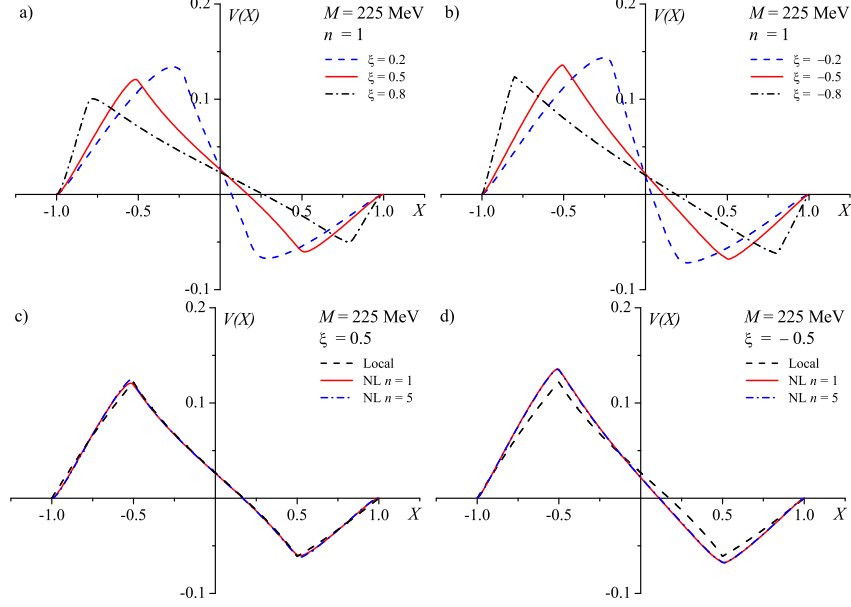 a)
V(X)
M = 225 MeV
n = 1
ξ = 0.2
ξ = 0.5
ξ = 0.8
0.2
0.1
-0.1
-1.0
-0.5
0.5
1.0
X
b)
V(X)
M = 225 MeV
n = 1
ξ = −0.2
ξ = −0.5
ξ = −0.8
0.2
0.1
-0.1
-1.0
-0.5
0.5
1.0
X
c)
V(X)
M = 225 MeV
ξ = 0.5
Local
NL n = 1
NL n = 5
0.2
0.1
-0.1
-1.0
-0.5
0.5
1.0
X
d)
V(X)
M = 225 MeV
ξ = − 0.5
Local
NL n = 1
NL n = 5
0.2
0.1
-0.1
-1.0
-0.5
0.5
1.0
X